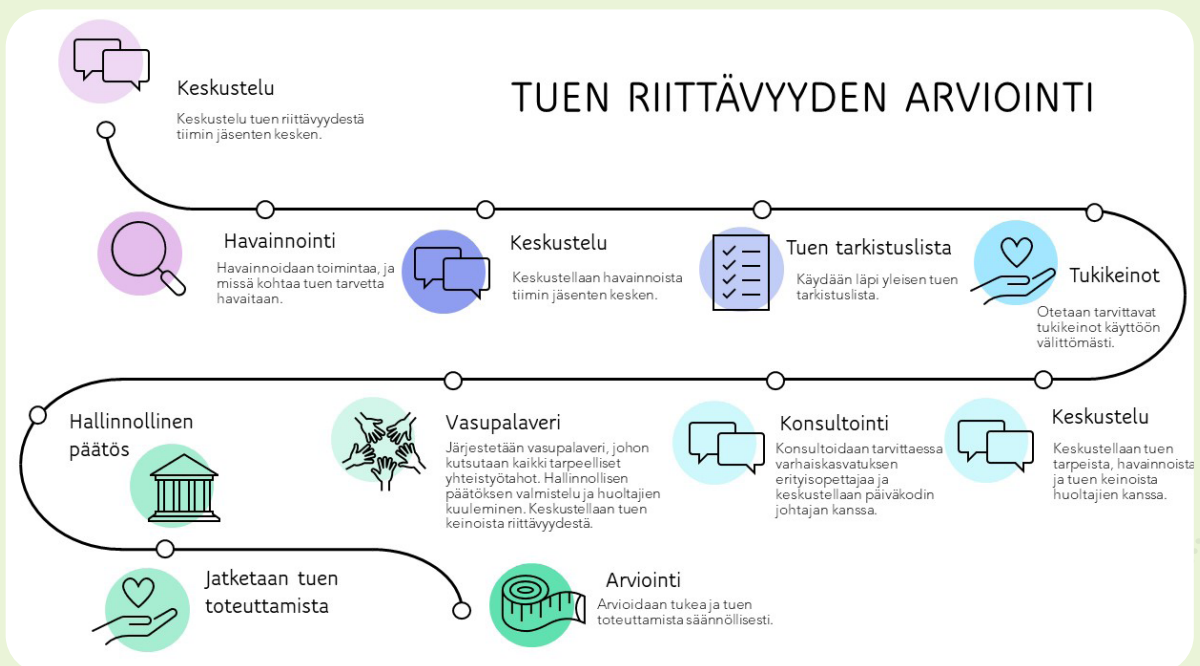 TUEN RIITTÄVYYDEN ARVIOINTI
Keskustelu
Keskustelu tuen riittävyydestä
tiimin jäsenten kesken.
Havainnointi
Havainnoidaan toimintaa, ja
missä kohtaa tuen tarvetta
havaitaan.
Keskustelu
Keskustellaan havainnoista
tiimin jäsenten kesken.
Tuen tarkistuslista
Käydään läpi yleisen tuen
tarkistuslista.
Tukikeinot
Otetaan tarvittavat
tukikeinot käyttöön
välittömästi.
Keskustelu
Keskustellaan tuen
tarpeista, havainnoista
ja tuen keinoista
huoltajien kanssa.
Konsultointi
Konsultoidaan tarvittaessa
varhaiskasvatuksen
erityisopettajaa ja
keskustellaan päiväkodin
johtajan kanssa.
Vasupalaveri
Järjestetään vasupalaveri, johon
kutsutaan kaikki tarpeelliset
yhteistyötahot. Hallinnollisen
päätöksen valmistelu ja huoltajien
kuuleminen. Keskustellaan tuen
keinoista riittävyydestä.
Hallinnollinen
päätös
Jatketaan tuen
toteuttamista
Arviointi
Arvioidaan tukea ja tuen
toteuttamista säännöllisesti.